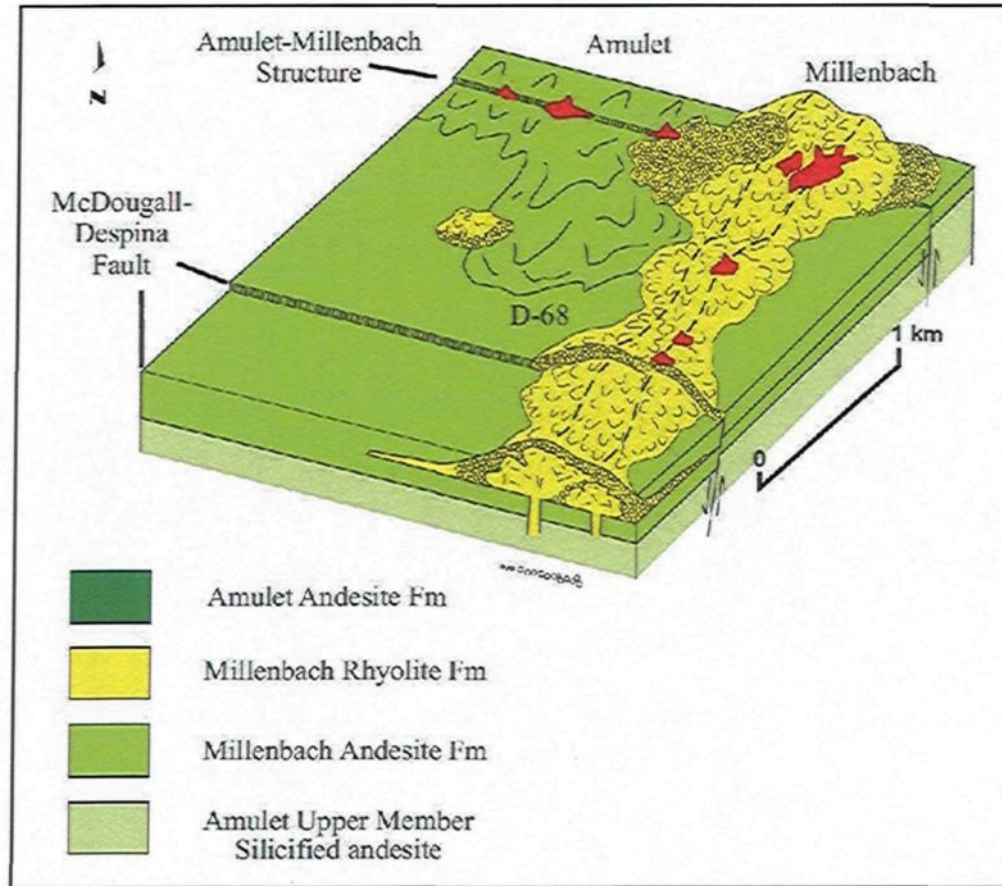 Amulet-Millenbach
Structure
Amulet
Millenbach
N
McDougall-
Despina
Fault
D-68
1 km
0
Amulet Andesite Fm
Millenbach Rhyolite Fm
Millenbach Andesite Fm
Amulet Upper Member
Silicified andesite